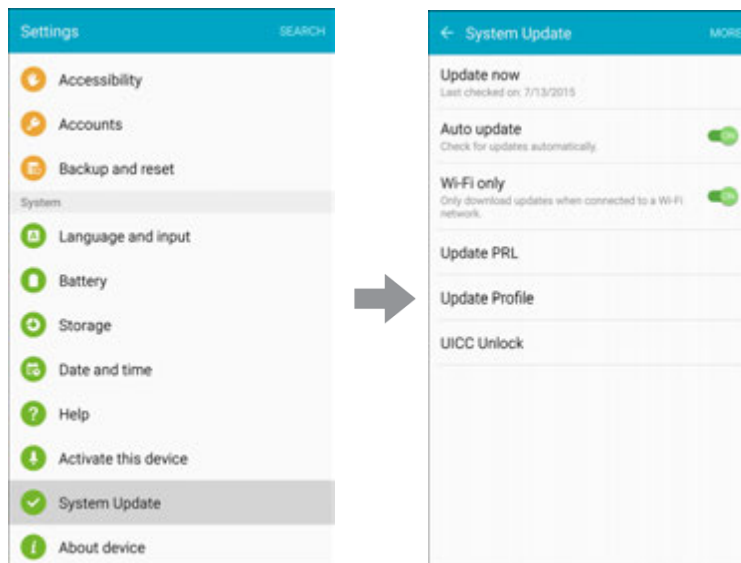 Settings
SEARCH
Accessibility
Accounts
Backup and reset
System
Language and input
Battery
Storage
Date and time
Help
Activate this device
System Update
About device
System Update
MORE
Update now
Last checked on: 7/13/2015
Auto update
Check for updates automatically.
ON
Wi-Fi only
Only download updates when connected to a Wi-Fi
network.
ON
Update PRL
Update Profile
UICC Unlock